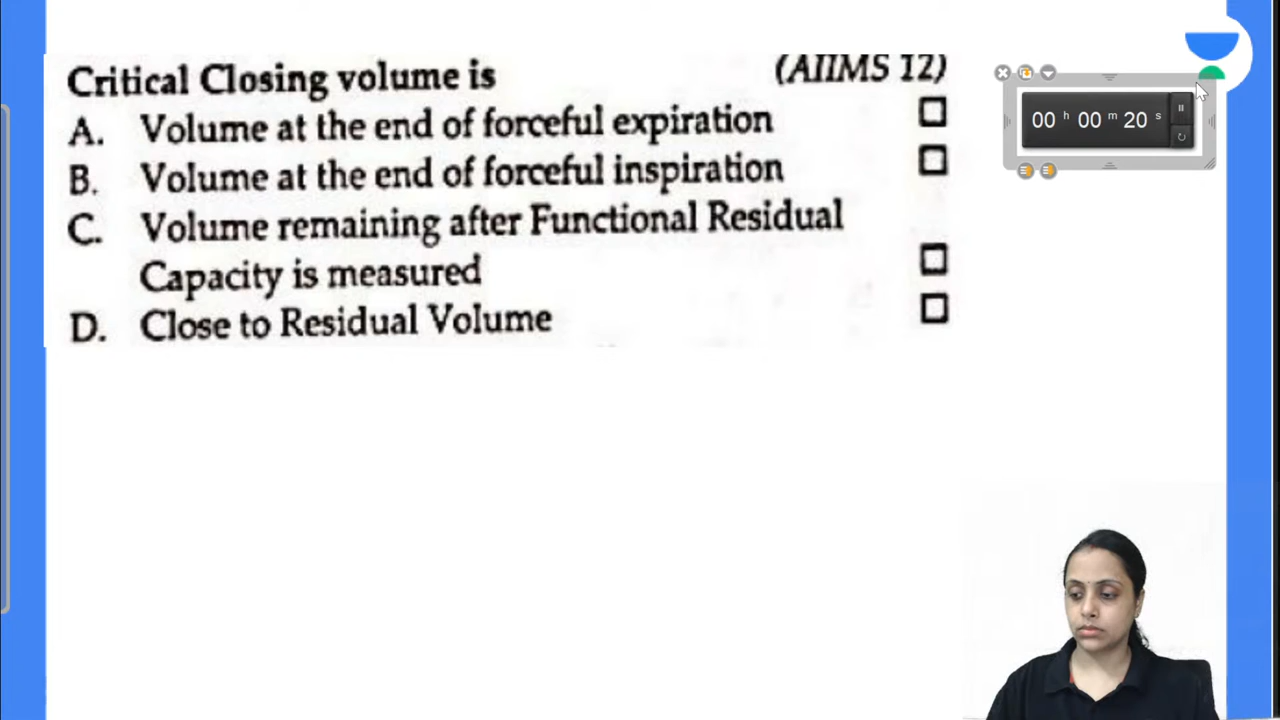 Critical Closing volume is (AIIMS 12)
A. Volume at the end of forceful expiration
B. Volume at the end of forceful inspiration
C. Volume remaining after Functional Residual
Capacity is measured
D. Close to Residual Volume
00 h 00 m 20 s